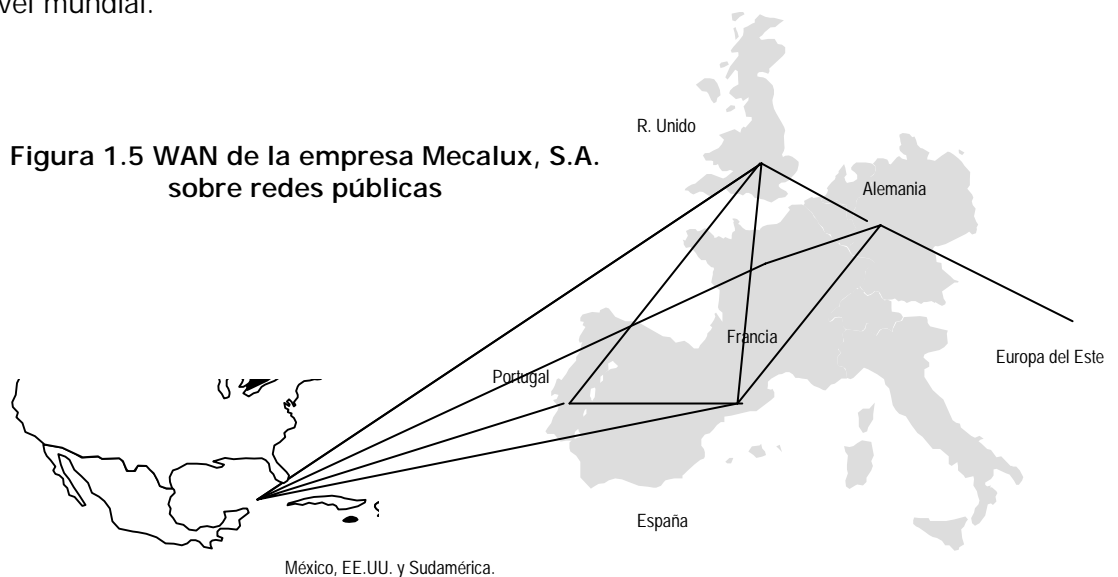 vel mundial.
R. Unido
Figura 1.5 WAN de la empresa Mecalux, S.A.
sobre redes públicas
Alemania
Francia
Europa del Este
Portugal
España
México, EE.UU. y Sudamérica.